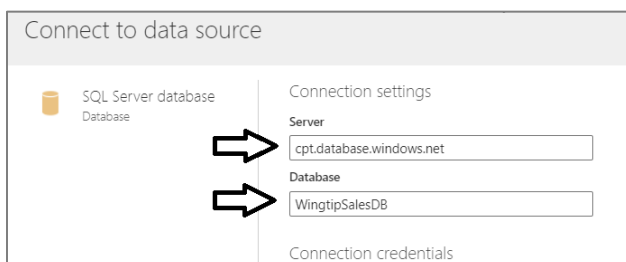 Connect to data source
SQL Server database
Database
Connection settings
Server
cpt.database.windows.net
Database
WingtipSalesDB
Connection credentials